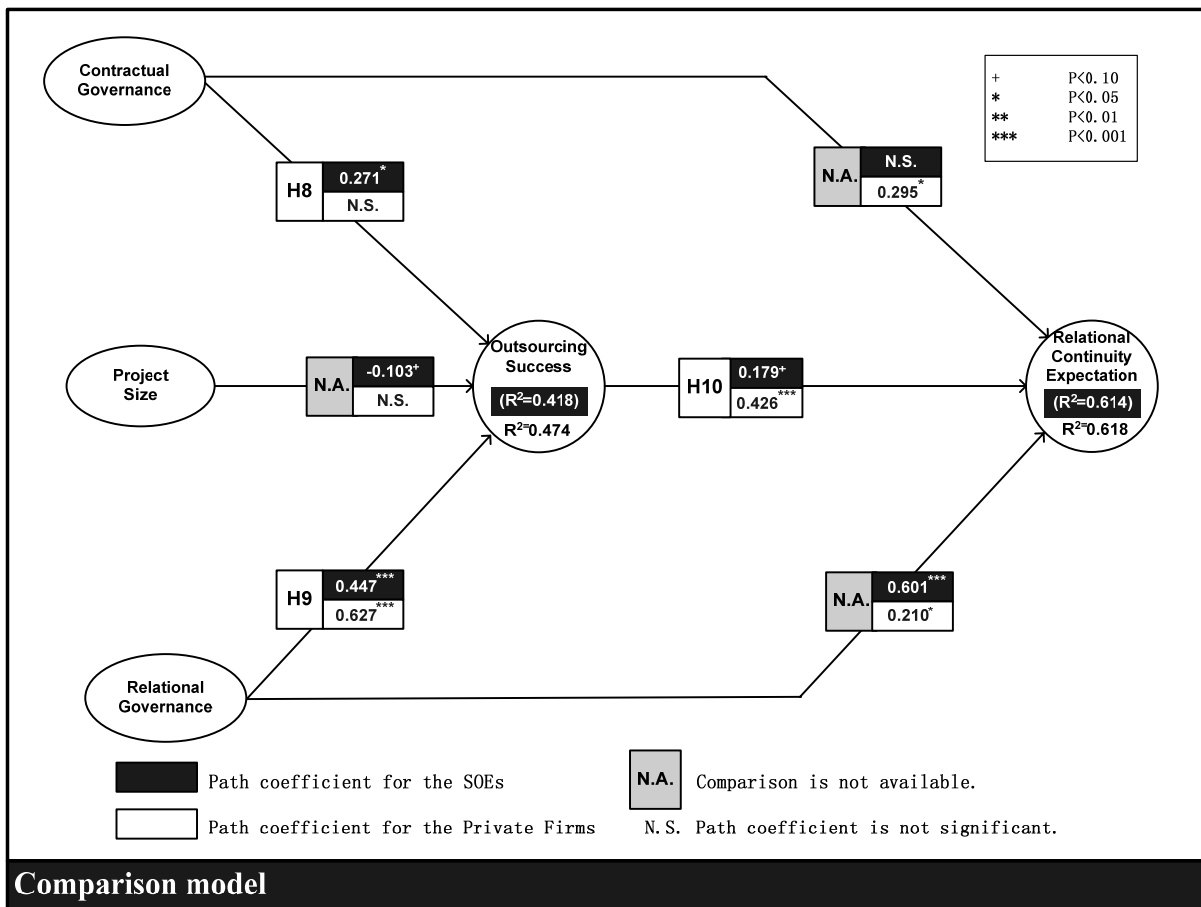 Contractual
Governance
+ P<0.10
* P<0.05
** P<0.01
*** P<0.001
H8
0.271*
N.S.
N.A.
N.S.
0.295*
Project
Size
N.A.
-0.103+
N.S.
Outsourcing
Success
(R²=0.418)
R²=0.474
H10
0.179+
0.426***
Relational
Continuity
Expectation
(R²=0.614)
R²=0.618
H9
0.447***
0.627***
N.A.
0.601***
0.210*
Relational
Governance
Path coefficient for the SOEs
N.A. Comparison is not available.
Path coefficient for the Private Firms
N.S. Path coefficient is not significant.
Comparison model